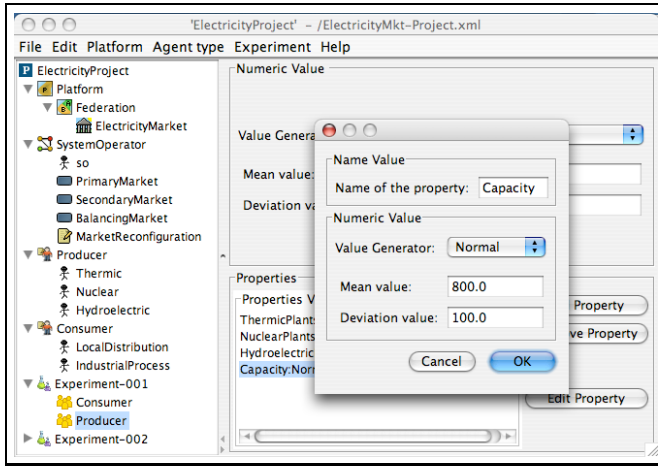 'ElectricityProject' - /ElectricityMkt-Project.xml
File Edit Platform Agent type Experiment Help
P ElectricityProject
Platform
Federation
ElectricityMarket
SystemOperator
so
PrimaryMarket
SecondaryMarket
BalancingMarket
MarketReconfiguration
Producer
Thermic
Nuclear
Hydroelectric
Consumer
LocalDistribution
IndustrialProcess
Experiment-001
Consumer
Producer
Experiment-002
Numeric Value
Value Genera
Mean value:
Deviation va
Properties
Properties V
ThermicPlants
NuclearPlants
Hydroelectric
Capacity:Nor
Property
ve Property
Edit Property
Name Value
Name of the property: Capacity
Numeric Value
Value Generator: Normal
Mean value: 800.0
Deviation value: 100.0
Cancel OK